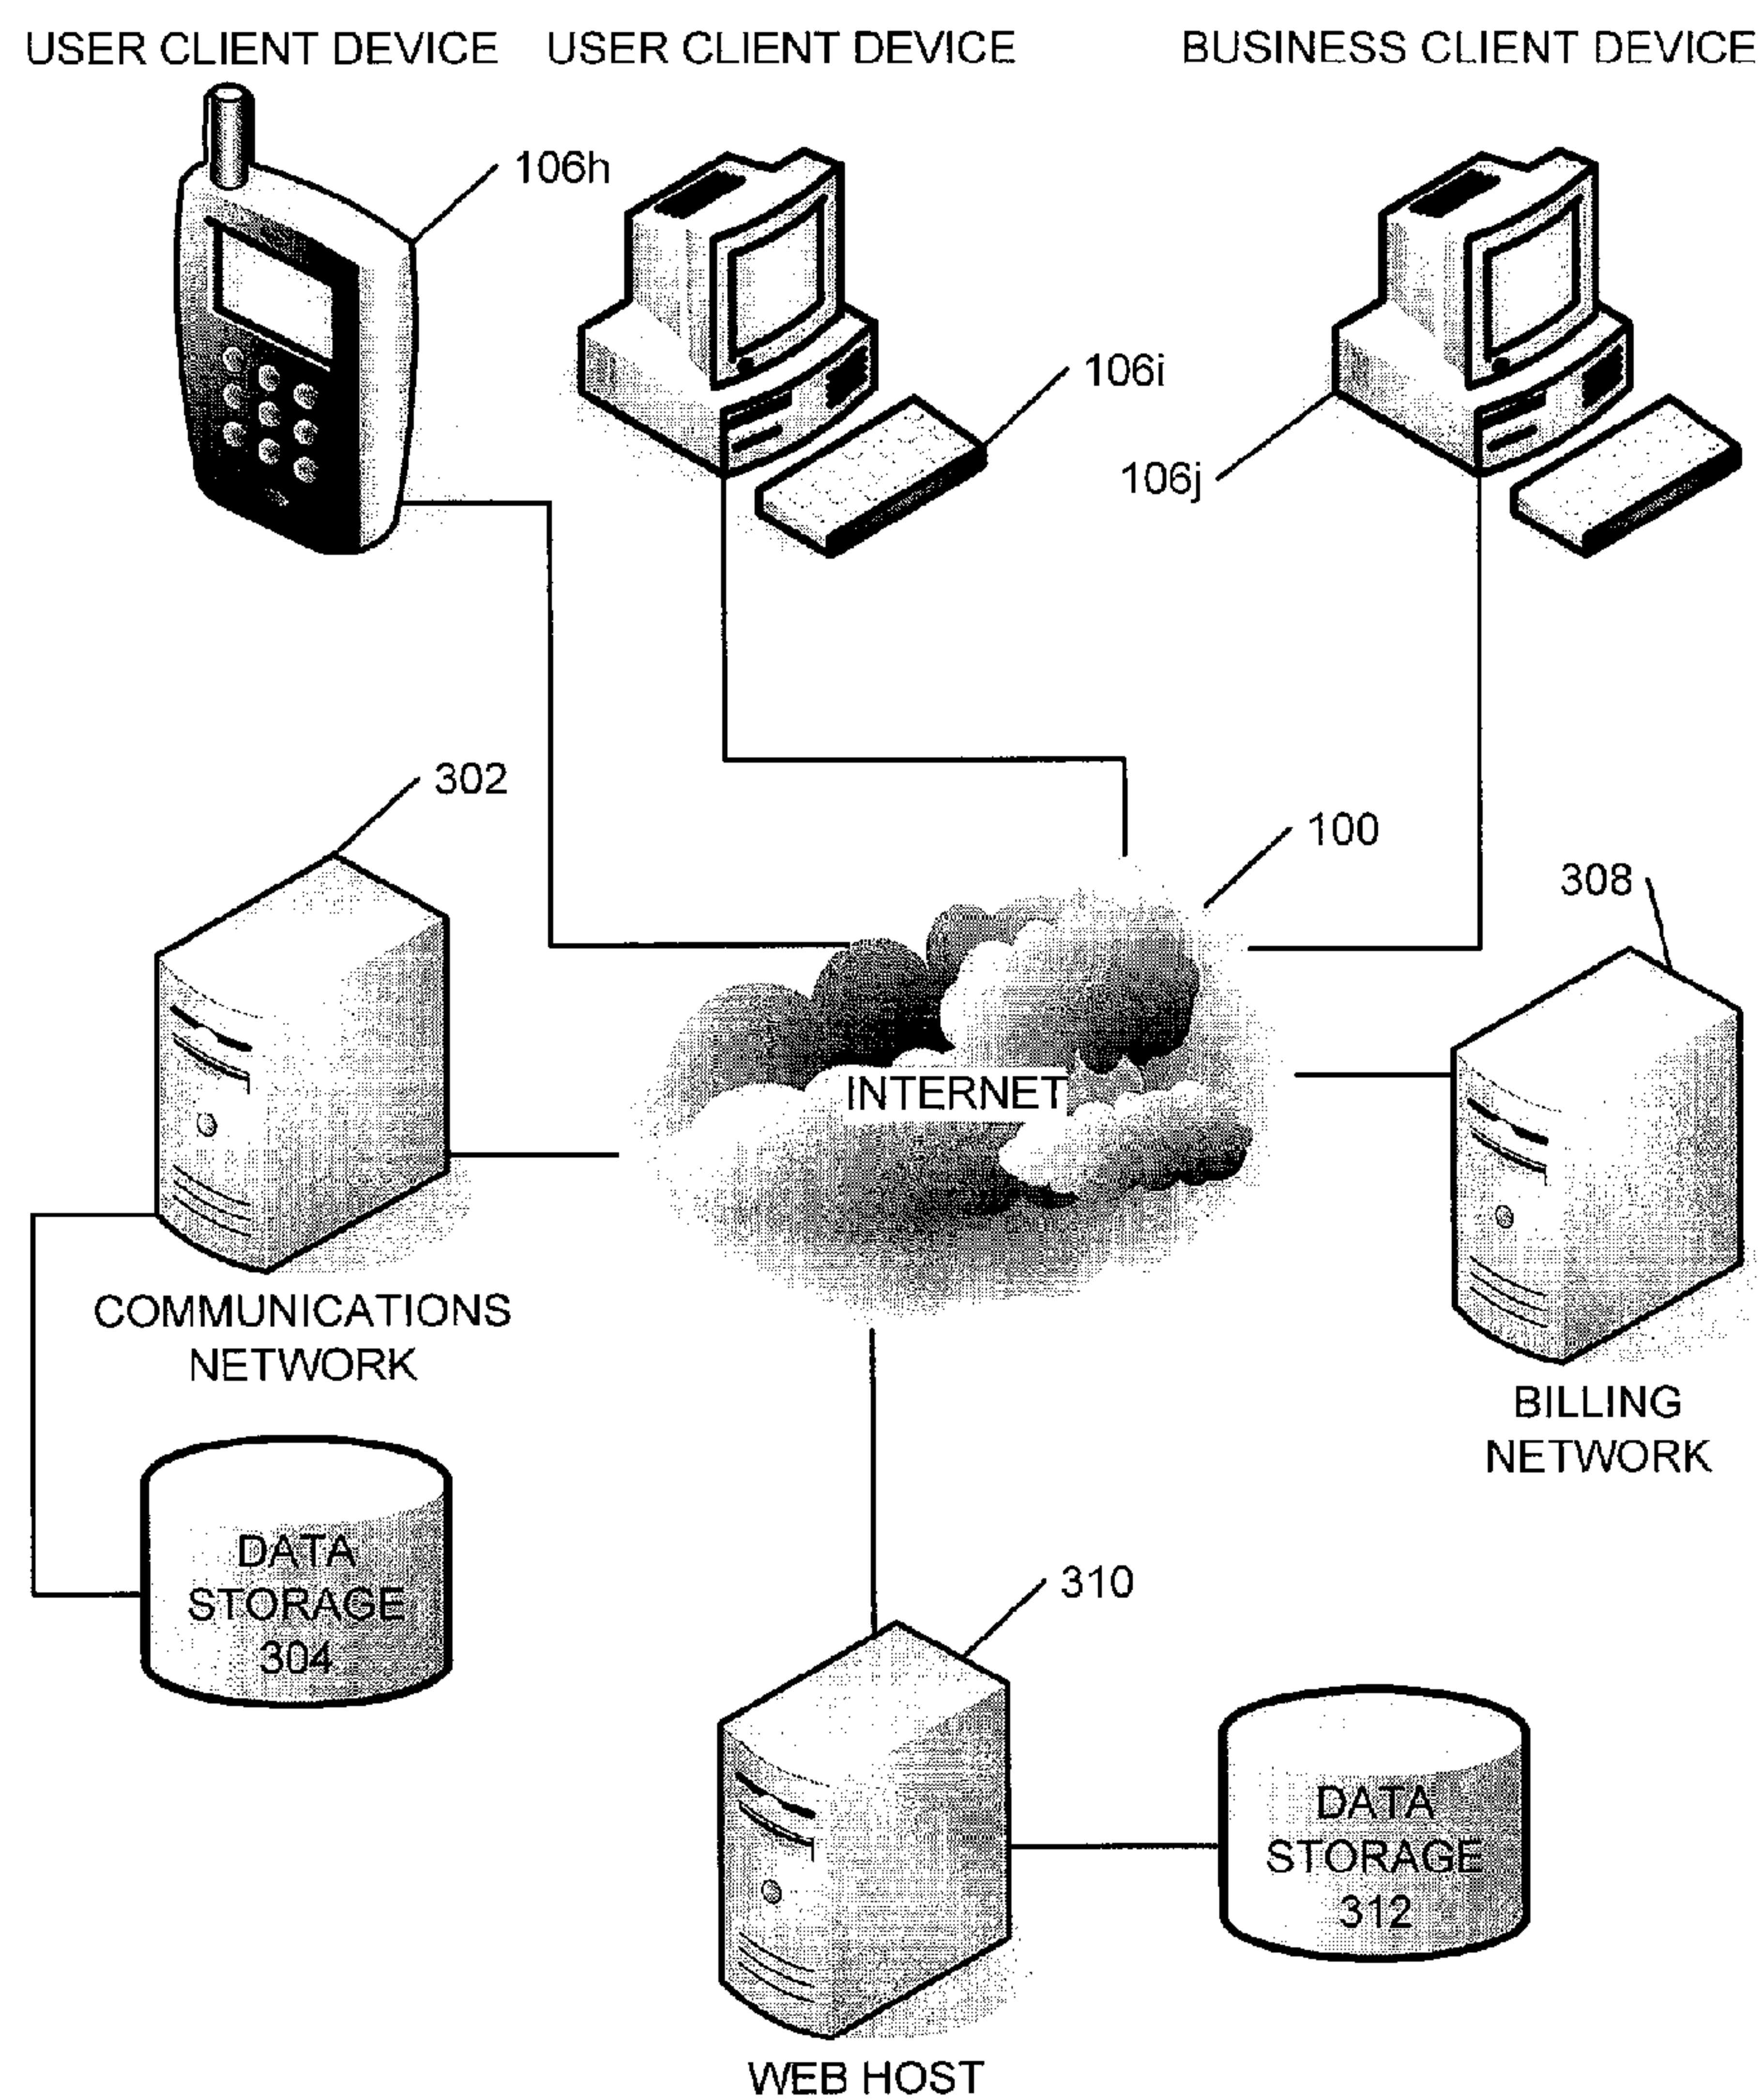 USER CLIENT DEVICE
USER CLIENT DEVICE
BUSINESS CLIENT DEVICE
106h
106i
106j
302
100
308
INTERNET
COMMUNICATIONS
NETWORK
BILLING
NETWORK
DATA
STORAGE
304
310
DATA
STORAGE
312
WEB HOST